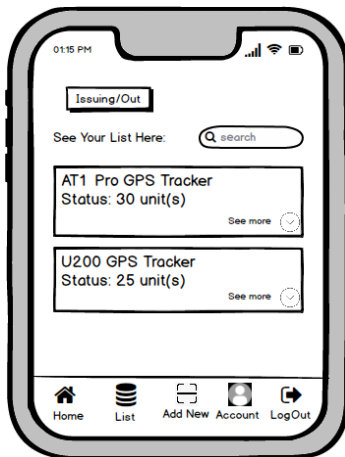 01:15 PM
Issuing/Out
See Your List Here:
search
AT1 Pro GPS Tracker
Status: 30 unit(s)
See more
U200 GPS Tracker
Status: 25 unit(s)
See more
Home List Add New Account LogOut